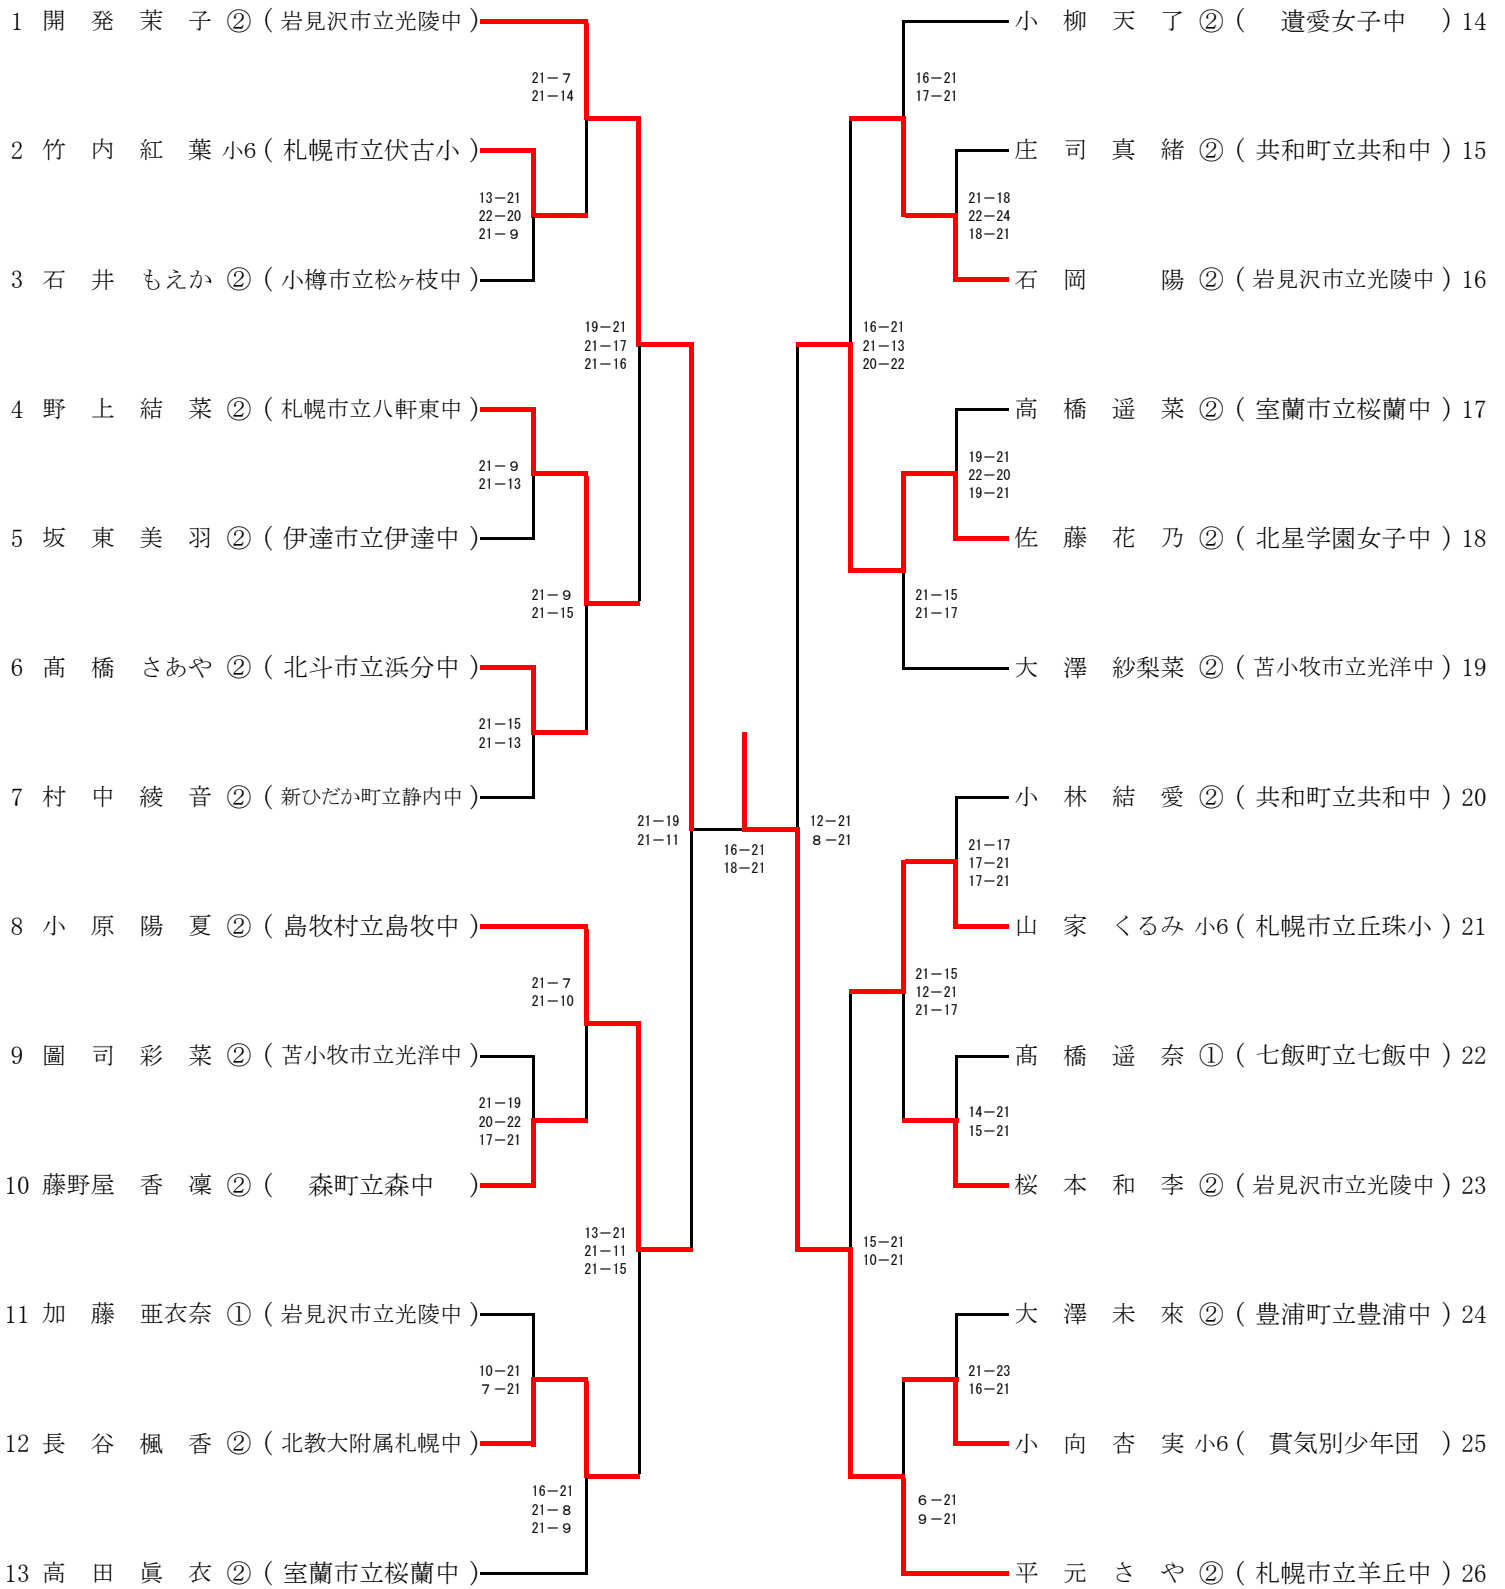 1 開 発 茉 子 ② ( 岩見沢市立光陵中 )
21－7
21－14
2 竹 内 紅 葉 小6 ( 札幌市立伏古小 )
13－21
22－20
21－9
3 石 井 もえか ② ( 小樽市立松ヶ枝中 )
19－21
21－17
21－16
4 野 上 結 菜 ② ( 札幌市立八軒東中 )
21－9
21－13
5 坂 東 美 羽 ② ( 伊達市立伊達中 )
21－9
21－15
6 髙 橋 さあや ② ( 北斗市立浜分中 )
21－15
21－13
7 村 中 綾 音 ② ( 新ひだか町立静内中 )
21－19
21－11
8 小 原 陽 夏 ② ( 島牧村立島牧中 )
21－7
21－10
9 圖 司 彩 菜 ② ( 苫小牧市立光洋中 )
21－19
20－22
17－21
10 藤野屋 香 凜 ② ( 森町立森中 )
13－21
21－11
21－15
11 加 藤 亜衣奈 ① ( 岩見沢市立光陵中 )
10－21
7－21
12 長 谷 楓 香 ② ( 北教大附属札幌中 )
16－21
21－8
21－9
13 高 田 眞 衣 ② ( 室蘭市立桜蘭中 )
16－21
18－21
小 柳 天 了 ② ( 遺愛女子中 ) 14
16－21
17－21
庄 司 真 緒 ② ( 共和町立共和中 ) 15
21－18
22－24
18－21
石 岡 陽 ② ( 岩見沢市立光陵中 ) 16
16－21
21－13
20－22
高 橋 遥 菜 ② ( 室蘭市立桜蘭中 ) 17
19－21
22－20
19－21
佐 藤 花 乃 ② ( 北星学園女子中 ) 18
21－15
21－17
大 澤 紗梨菜 ② ( 苫小牧市立光洋中 ) 19
12－21
8－21
小 林 結 愛 ② ( 共和町立共和中 ) 20
21－17
17－21
17－21
山 家 くるみ 小6 ( 札幌市立丘珠小 ) 21
21－15
12－21
21－17
髙 橋 遥 奈 ① ( 七飯町立七飯中 ) 22
14－21
15－21
桜 本 和 李 ② ( 岩見沢市立光陵中 ) 23
15－21
10－21
大 澤 未 來 ② ( 豊浦町立豊浦中 ) 24
21－23
16－21
小 向 杏 実 小6 ( 貫気別少年団 ) 25
6－21
9－21
平 元 さ や ② ( 札幌市立羊丘中 ) 26